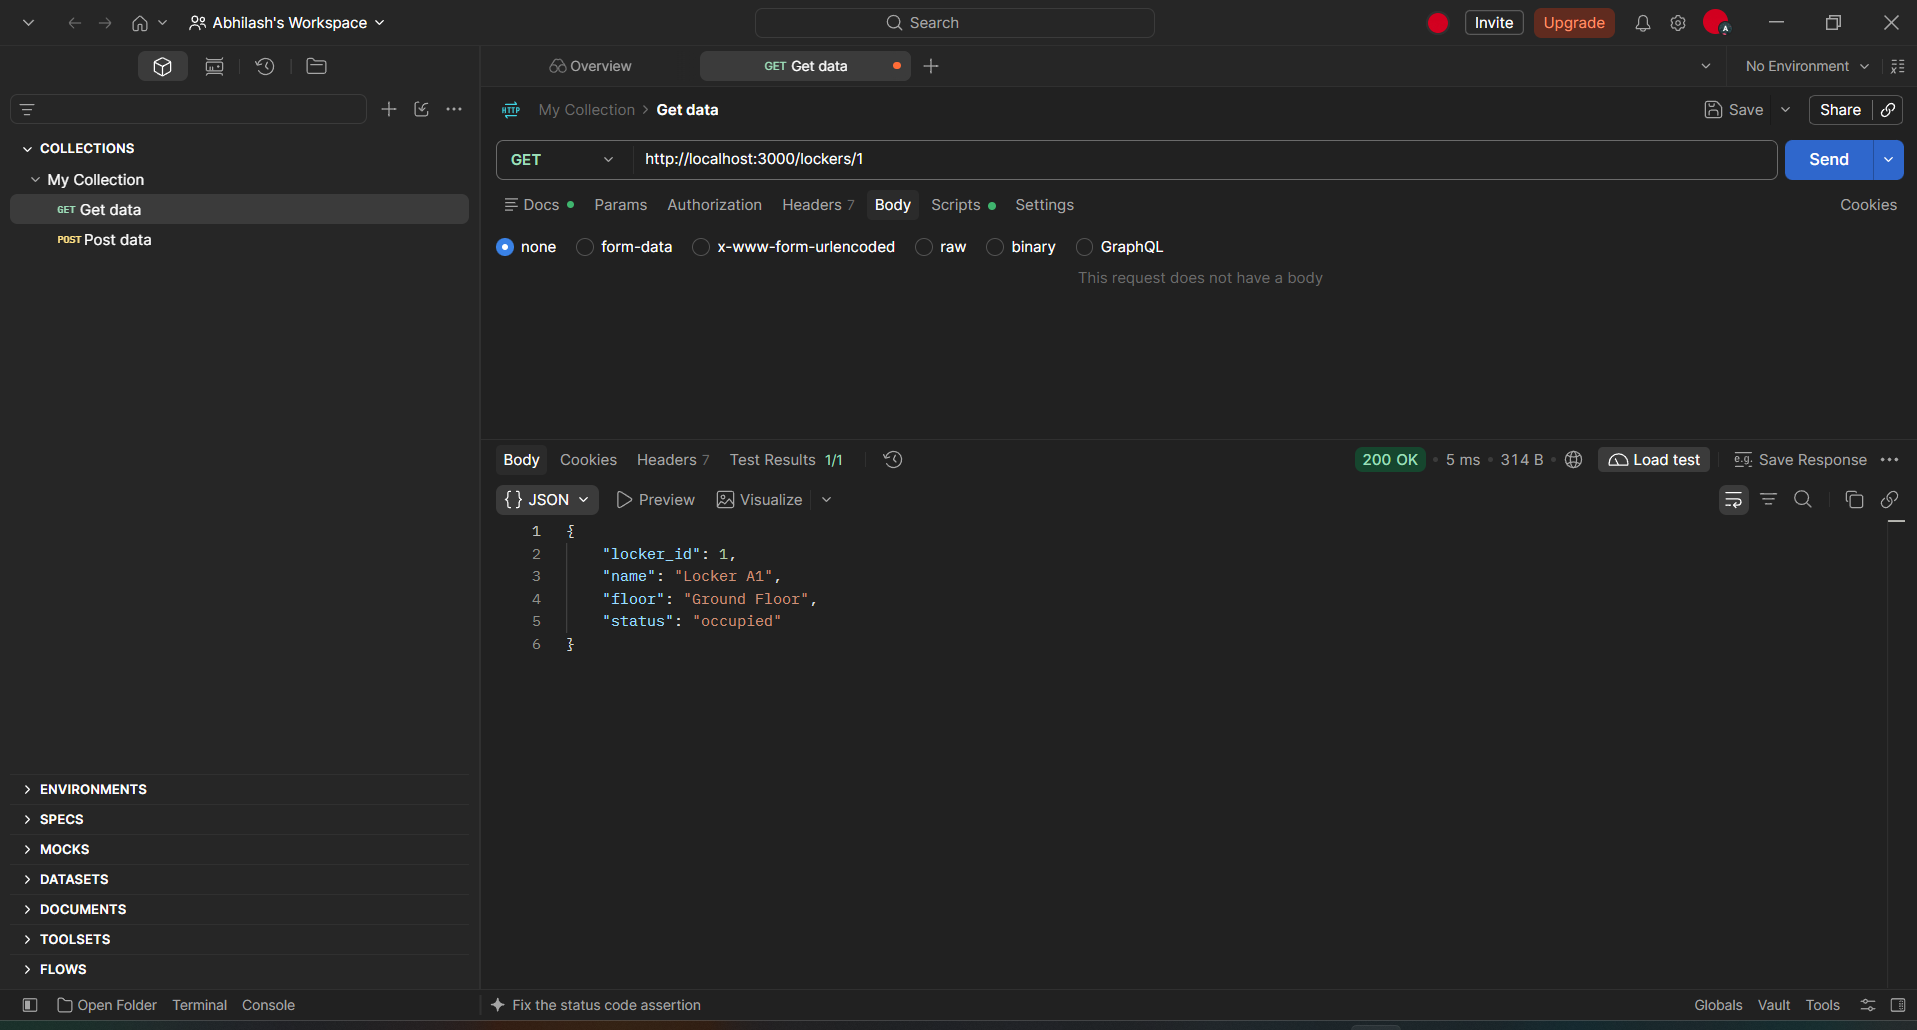 Abhilash's Workspace
Search
Invite
Upgrade
A
Overview
GET Get data
No Environment
My Collection > Get data
Save
Share
COLLECTIONS
My Collection
GET Get data
POST Post data
GET
http://localhost:3000/lockers/1
Send
Docs
Params
Authorization
Headers 7
Body
Scripts
Settings
Cookies
none
form-data
x-www-form-urlencoded
raw
binary
GraphQL
This request does not have a body
Body
Cookies
Headers 7
Test Results 1/1
200 OK
5 ms
314 B
Load test
e.g. Save Response
{} JSON
Preview
Visualize
1 {
2 "locker_id": 1,
3 "name": "Locker A1",
4 "floor": "Ground Floor",
5 "status": "occupied"
6 }
ENVIRONMENTS
SPECS
MOCKS
DATASETS
DOCUMENTS
TOOLSETS
FLOWS
Open Folder
Terminal
Console
Fix the status code assertion
Globals
Vault
Tools